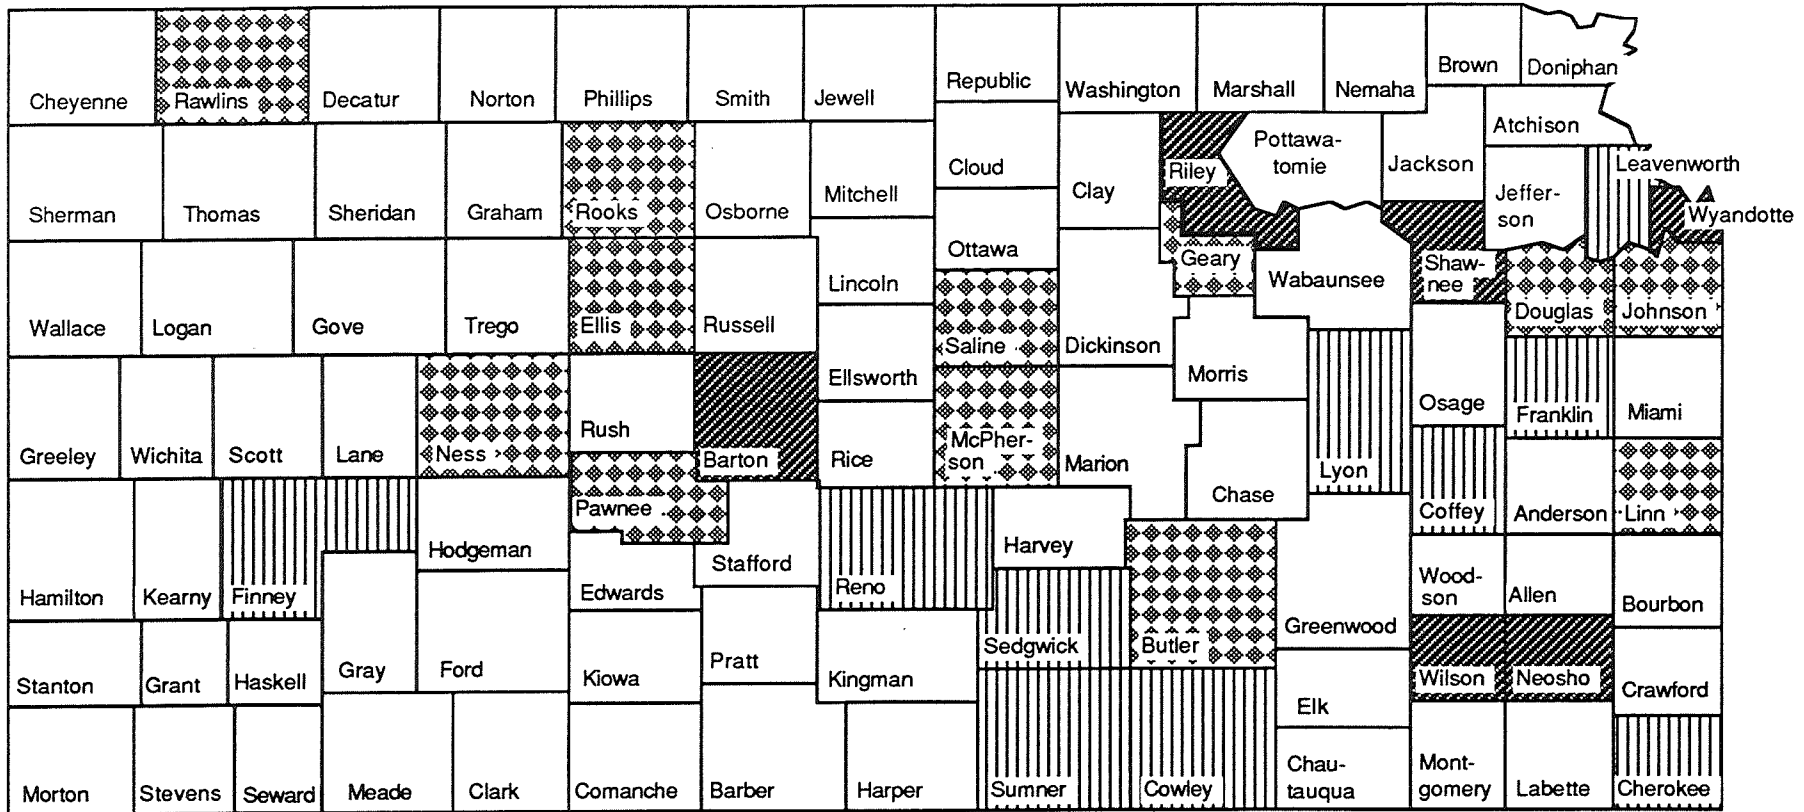 Cheyenne
Rawlins
Decatur
Norton
Phillips
Smith
Jewell
Republic
Washington
Marshall
Nemaha
Brown
Doniphan
Sherman
Thomas
Sheridan
Graham
Rooks
Osborne
Mitchell
Cloud
Clay
Riley
Pottawa-
tomie
Jackson
Atchison
Jeffer-
son
Leavenworth
Wyandotte
Wallace
Logan
Gove
Trego
Ellis
Russell
Lincoln
Ottawa
Saline
Dickinson
Geary
Wabaunsee
Shaw-
nee
Douglas
Johnson
Greeley
Wichita
Scott
Lane
Ness
Rush
Barton
Ellsworth
Rice
McPher-
son
Marion
Morris
Chase
Lyon
Osage
Franklin
Miami
Coffey
Anderson
Linn
Hamilton
Kearny
Finney
Hodgeman
Pawnee
Edwards
Stafford
Reno
Harvey
Sedgwick
Butler
Greenwood
Wood-
son
Allen
Bourbon
Stanton
Grant
Haskell
Gray
Ford
Kiowa
Pratt
Kingman
Elk
Wilson
Neosho
Crawford
Morton
Stevens
Seward
Meade
Clark
Comanche
Barber
Harper
Sumner
Cowley
Chau-
tauqua
Mont-
gomery
Labette
Cherokee